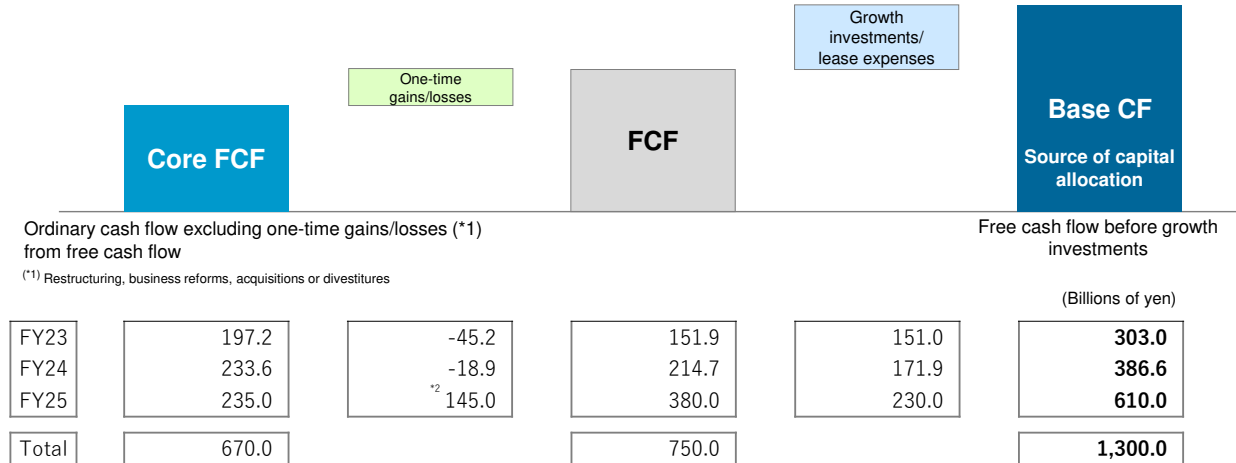 Growth
investments/
lease expenses
One-time
gains/losses
Core FCF
FCF
Base CF
Source of capital
allocation
Ordinary cash flow excluding one-time gains/losses (*1)
from free cash flow
(*1) Restructuring, business reforms, acquisitions or divestitures
Free cash flow before growth
investments
(Billions of yen)
FY23 197.2 -45.2 151.9 151.0 303.0
FY24 233.6 -18.9 214.7 171.9 386.6
FY25 235.0 *2 145.0 380.0 230.0 610.0
Total 670.0 750.0 1,300.0